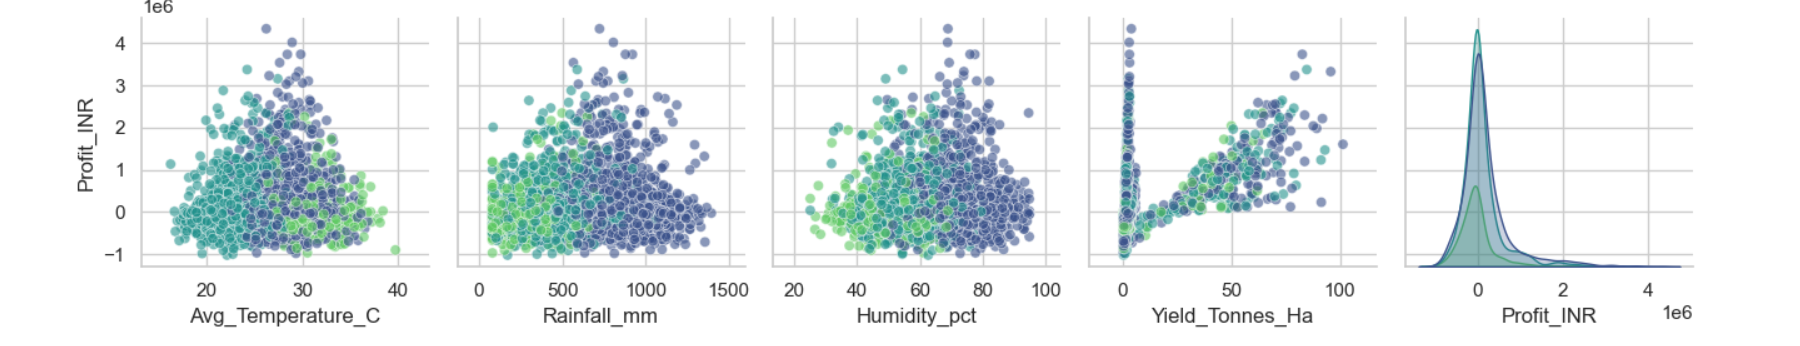 1e6
4
3
2
1
0
−1
Profit_INR
20 30 40
Avg_Temperature_C
0 500 1000 1500
Rainfall_mm
20 40 60 80 100
Humidity_pct
0 50 100
Yield_Tonnes_Ha
0 2 4
1e6
Profit_INR